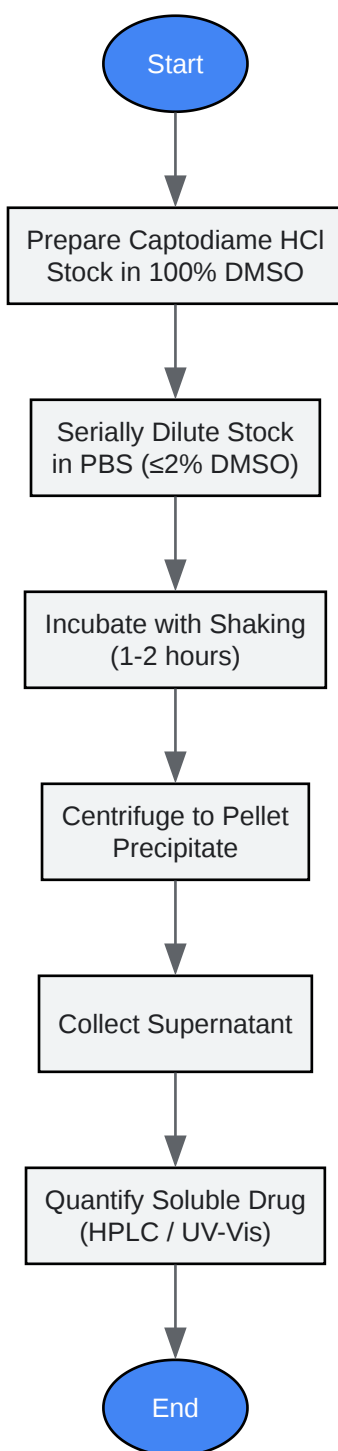 Start
Prepare Captodiame HCl
Stock in 100% DMSO
Serially Dilute Stock
in PBS (≤2% DMSO)
Incubate with Shaking
(1-2 hours)
Centrifuge to Pellet
Precipitate
Collect Supernatant
Quantify Soluble Drug
(HPLC / UV-Vis)
End